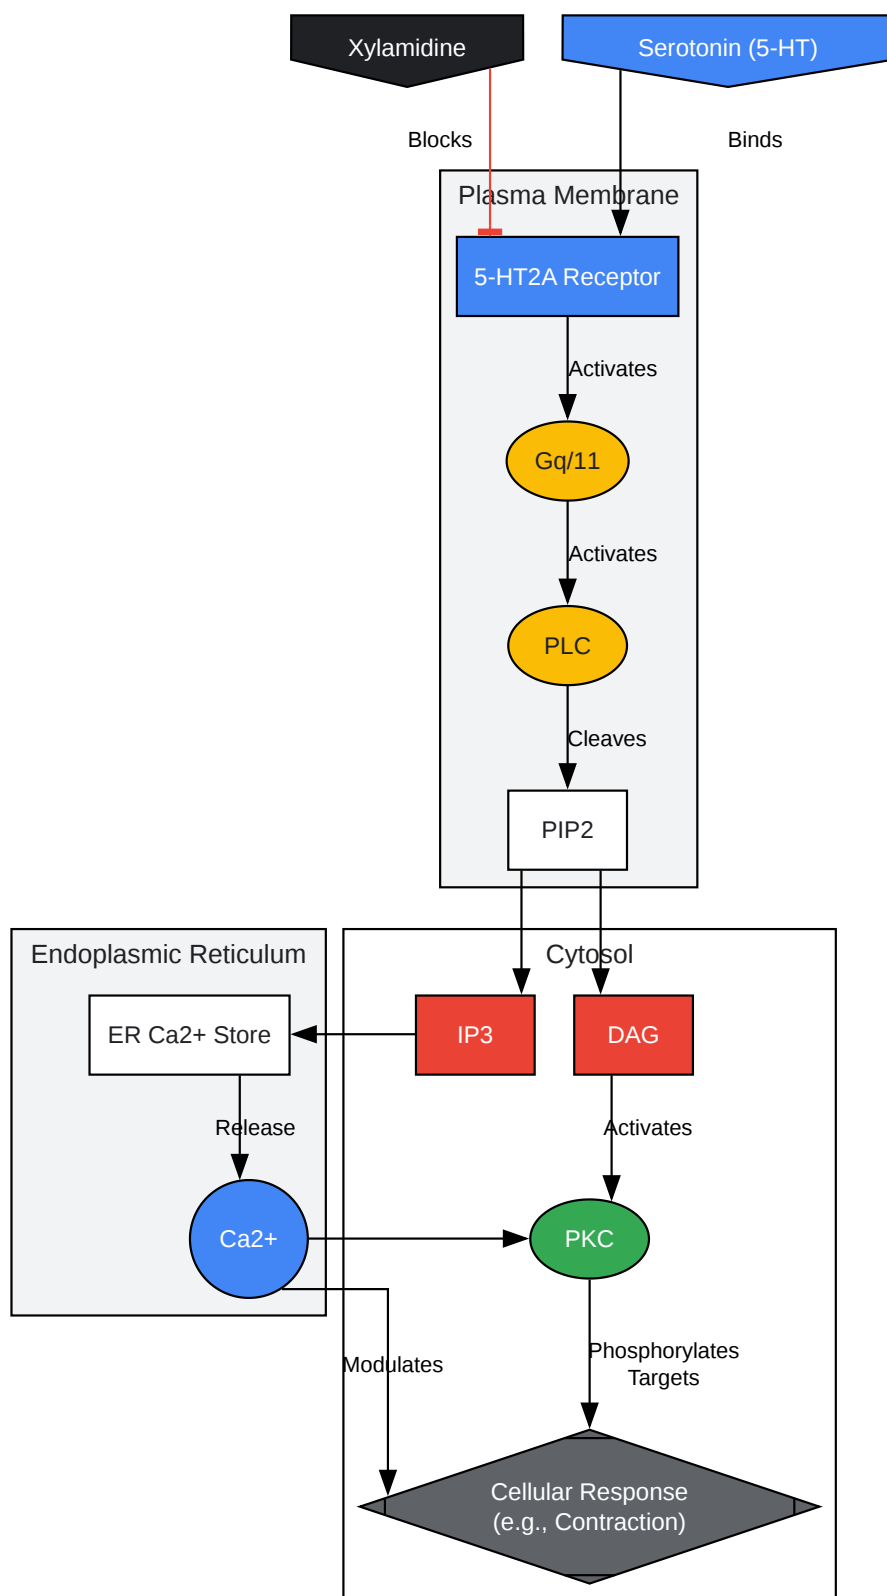 Xylamidine
Serotonin (5-HT)
Blocks
Binds
Plasma Membrane
5-HT2A Receptor
Activates
Gq/11
Activates
PLC
Cleaves
PIP2
Endoplasmic Reticulum
Cytosol
ER Ca2+ Store
IP3
DAG
Release
Activates
Ca2+
PKC
Modulates
Phosphorylates
Targets
Cellular Response
(e.g., Contraction)